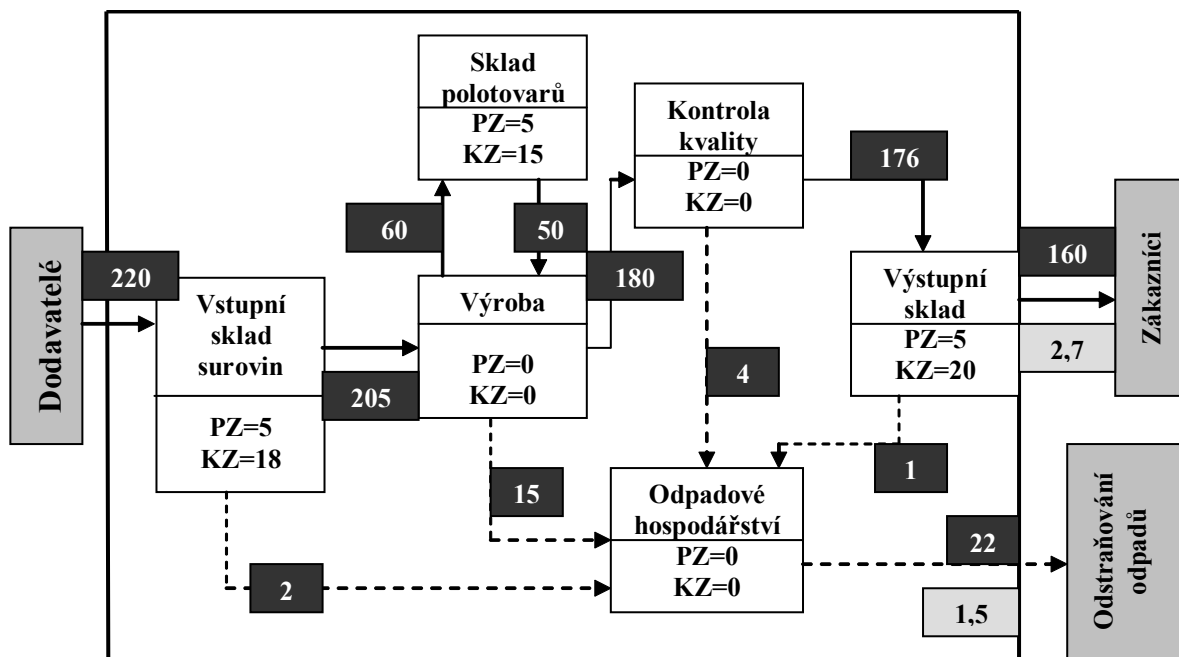 Sklad
polotovarů
PZ=5
KZ=15
Kontrola
kvality
PZ=0
KZ=0
176
60
50
180
Dodavatelé
220
Vstupní
sklad
surovin
PZ=5
KZ=18
205
Výroba
PZ=0
KZ=0
Výstupní
sklad
PZ=5
KZ=20
160
2,7
Zákazníci
4
1
15
2
Odpadové
hospodářství
PZ=0
KZ=0
22
1,5
Odstraňování
odpadů